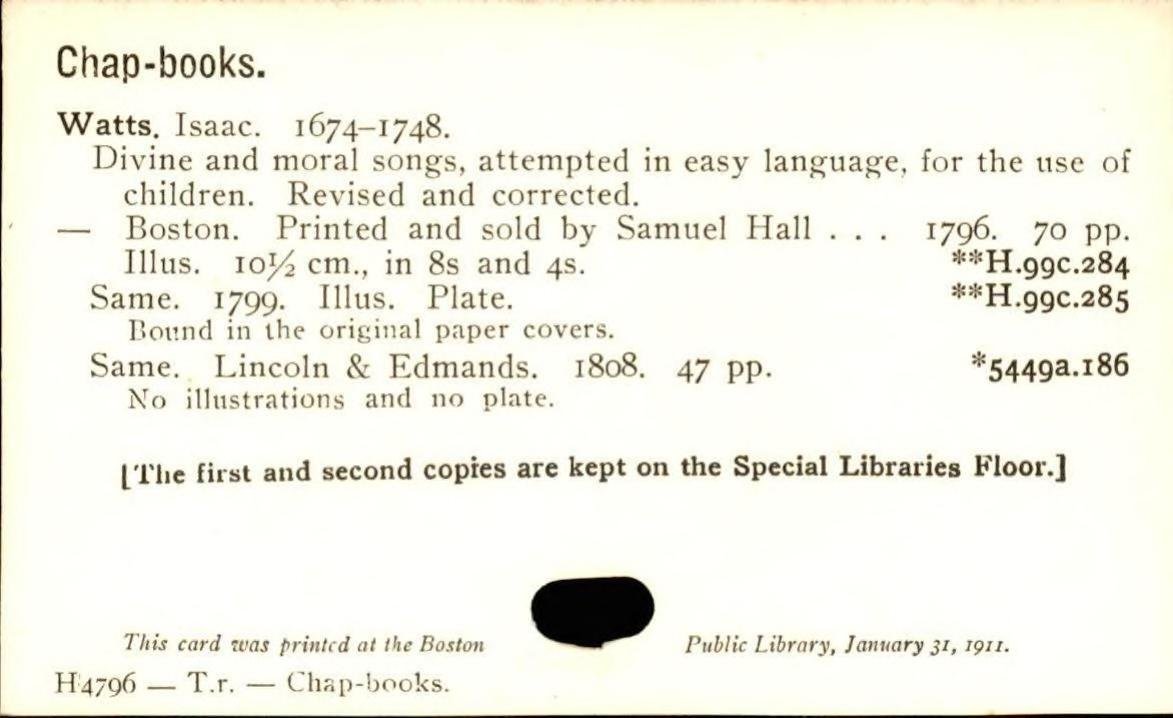 Chap-books.
Watts. Isaac. 1674–1748.
Divine and moral songs, attempted in easy language, for the use of
children. Revised and corrected.
— Boston. Printed and sold by Samuel Hall . . . 1796. 70 pp.
Illus. 10½ cm., in 8s and 4s. **H.99c.284
Same. 1799. Illus. Plate. **H.99c.285
Bound in the original paper covers.
Same. Lincoln & Edmands. 1808. 47 pp. *5449a.186
No illustrations and no plate.
[The first and second copies are kept on the Special Libraries Floor.]
This card was printed at the Boston Public Library, January 31, 1911.
H4796 — T.r. — Chap-books.